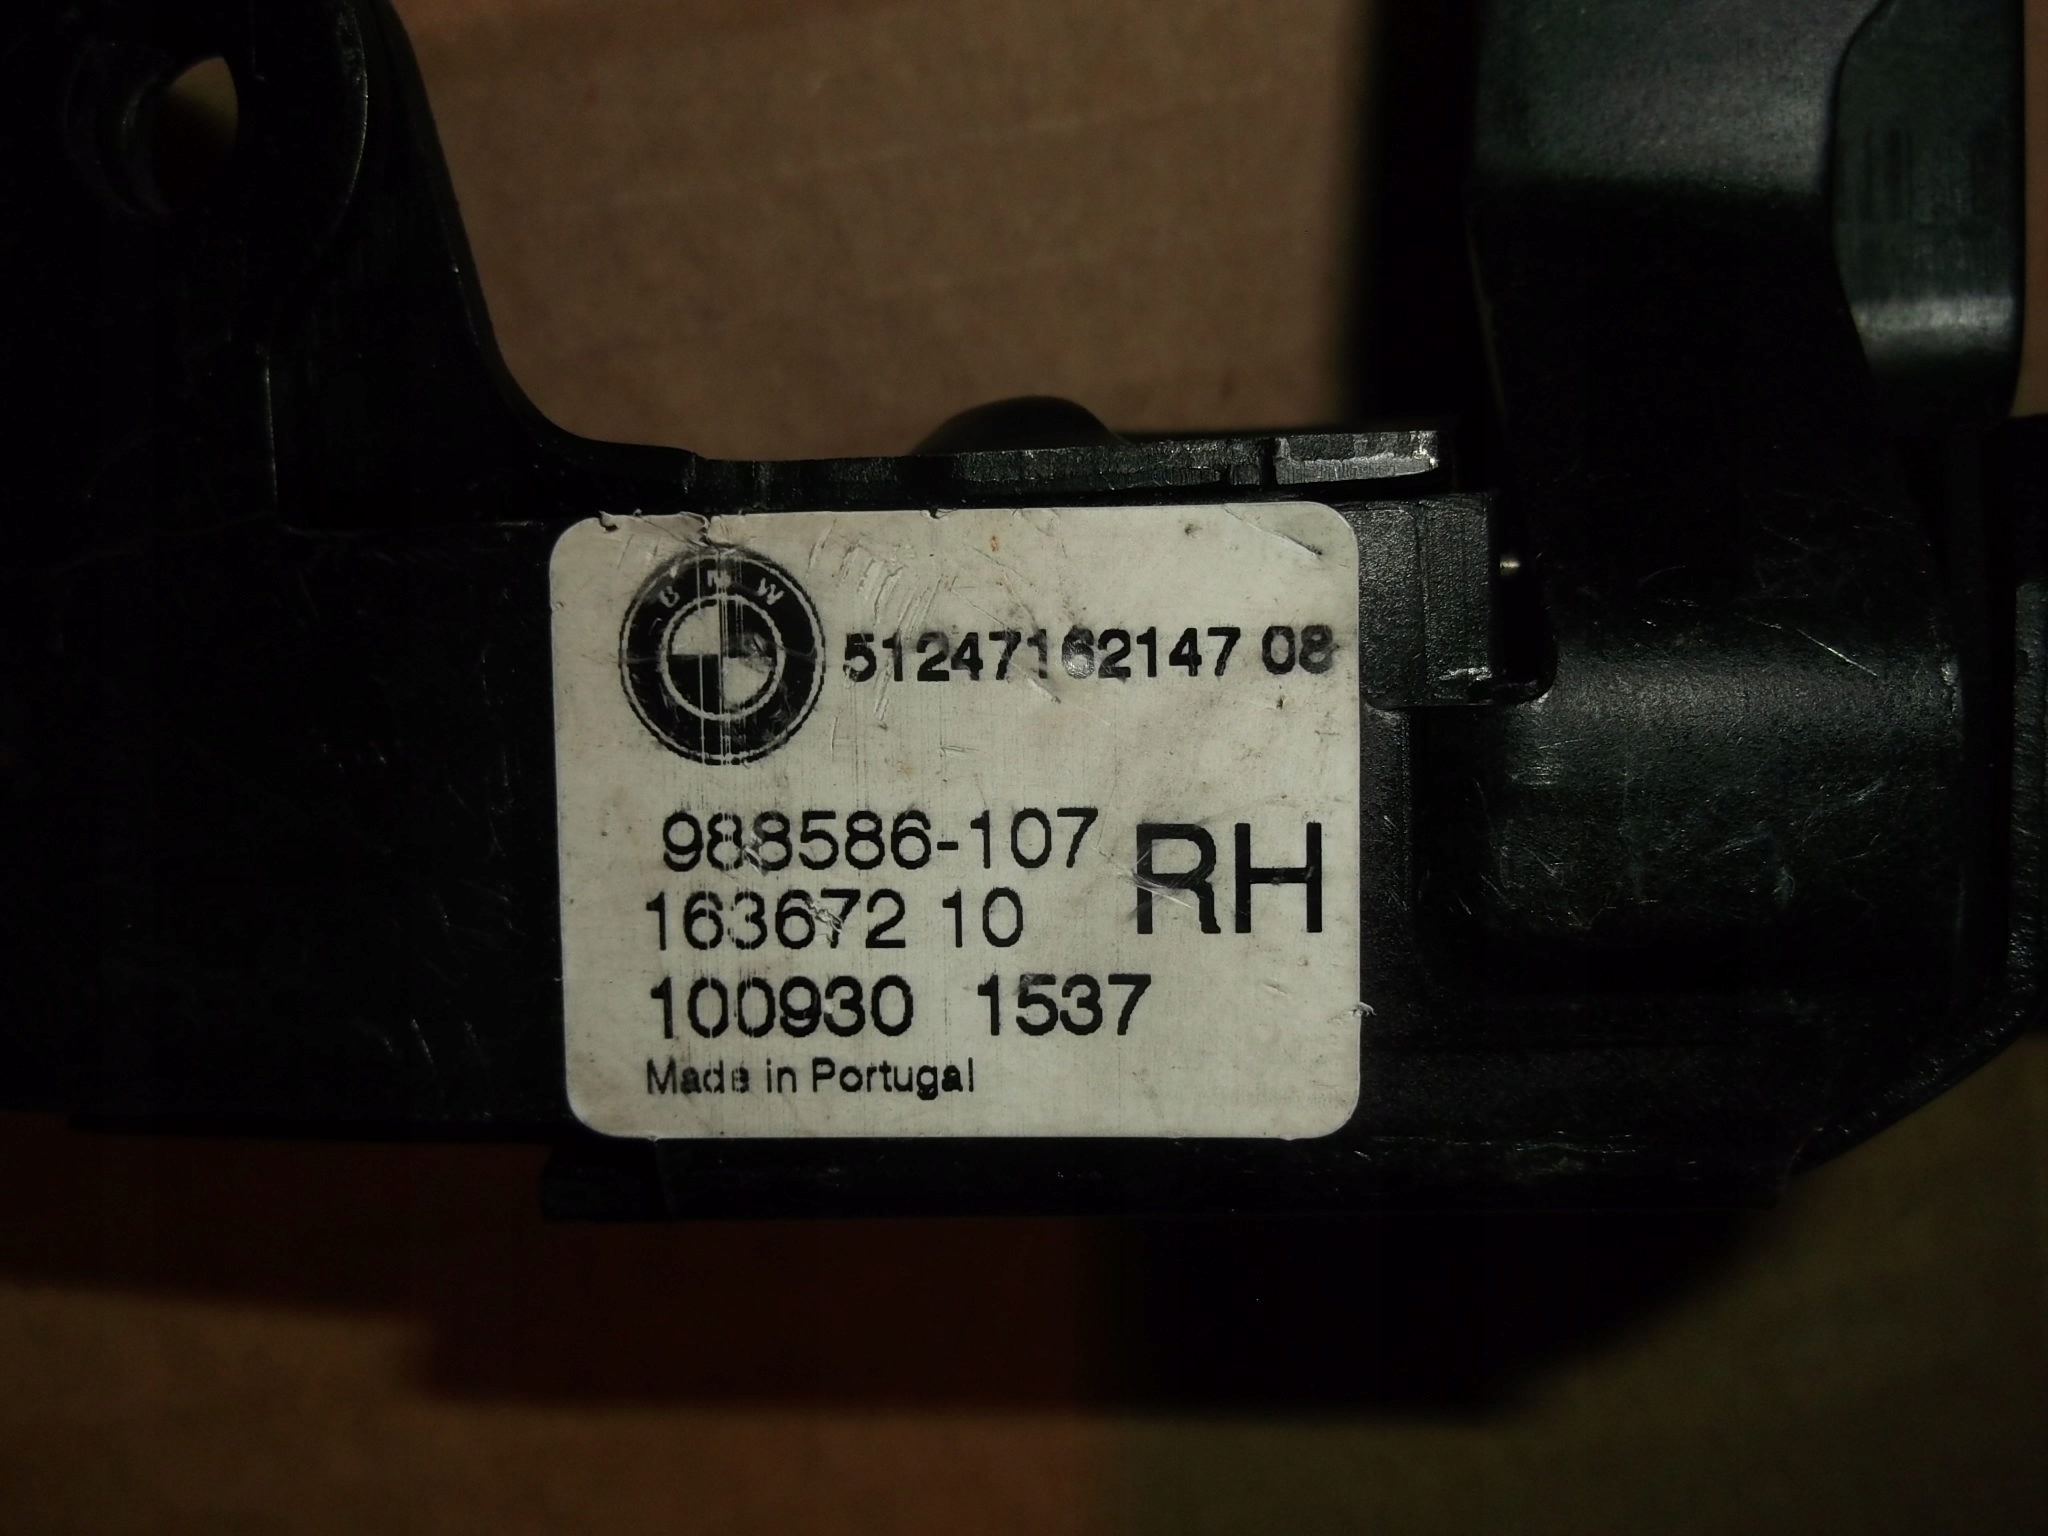 BMW
51247162147 08
988586-107
RH
163672 10
100930 1537
Made in Portugal